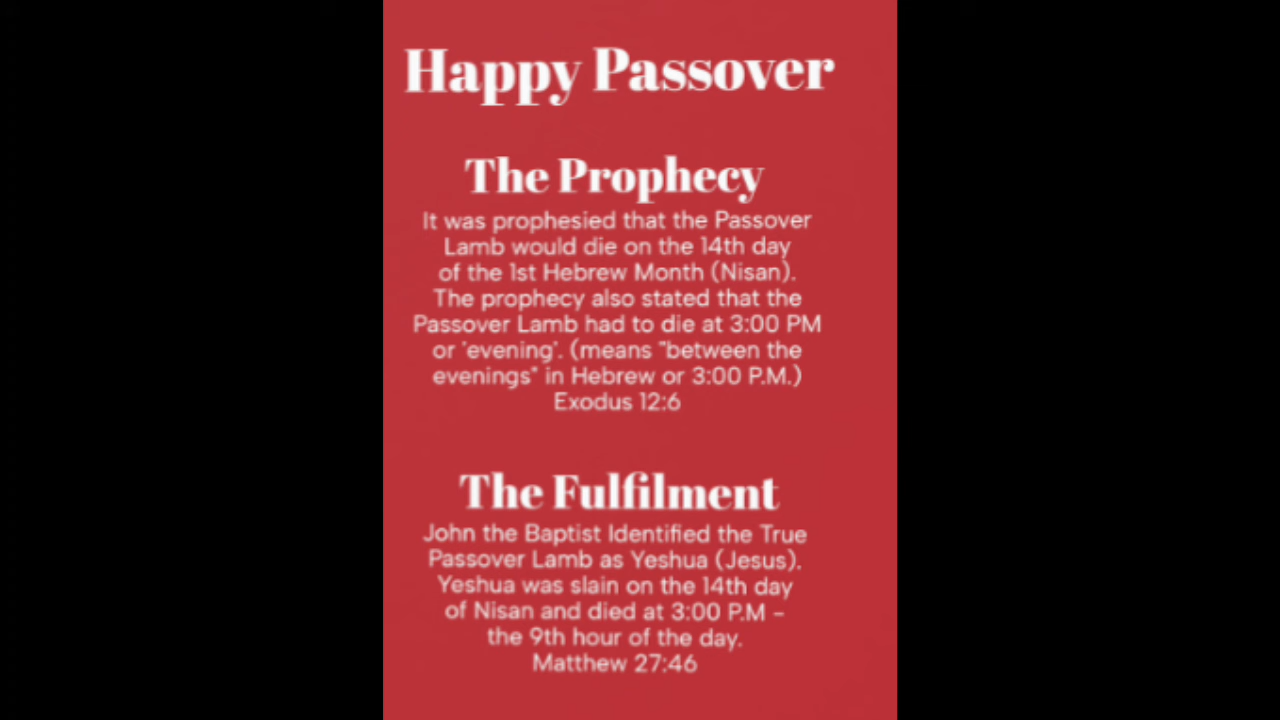 Happy Passover
The Prophecy
It was prophesied that the Passover
Lamb would die on the 14th day
of the 1st Hebrew Month (Nisan).
The prophecy also stated that the
Passover Lamb had to die at 3:00 PM
or 'evening'. (means "between the
evenings" in Hebrew or 3:00 P.M.)
Exodus 12:6
The Fulfilment
John the Baptist Identified the True
Passover Lamb as Yeshua (Jesus).
Yeshua was slain on the 14th day
of Nisan and died at 3:00 P.M -
the 9th hour of the day.
Matthew 27:46